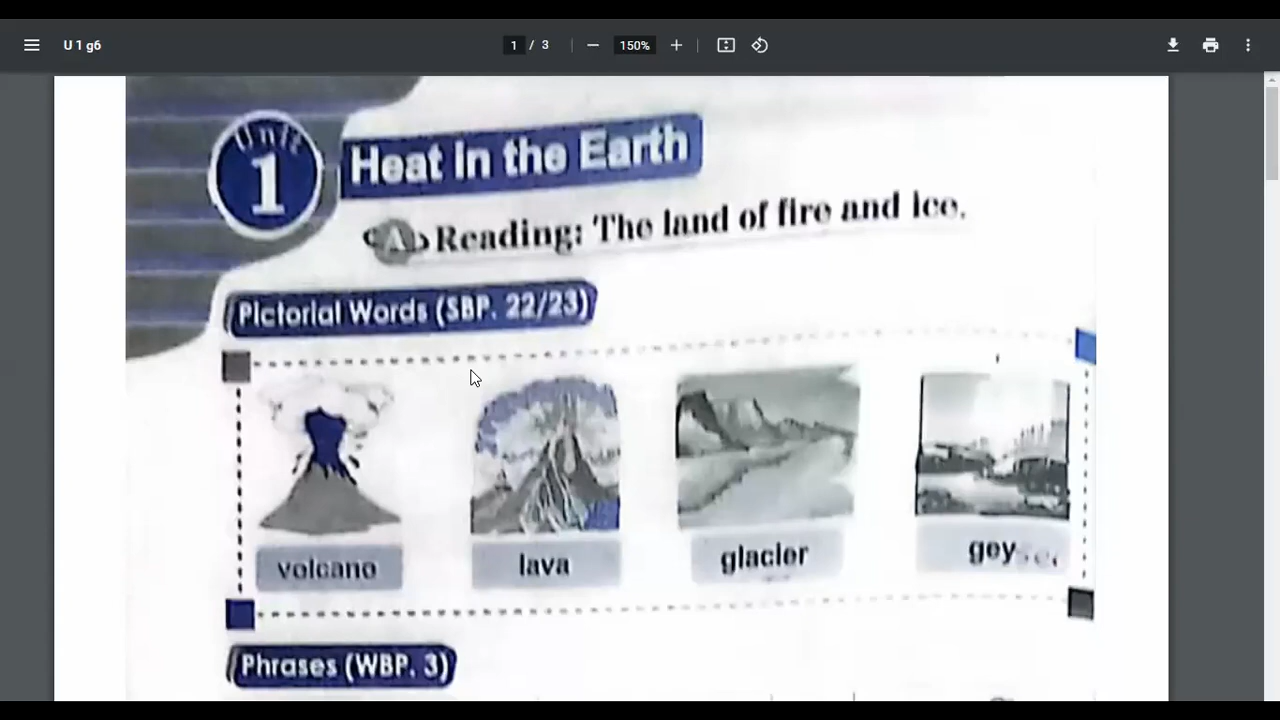 U 1 g6
1 / 3
150%
Unit
1
Heat in the Earth
A Reading: The land of fire and ice.
Pictorial Words (SBP. 22/23)
volcano
lava
glacier
Phrases (WBP. 3)